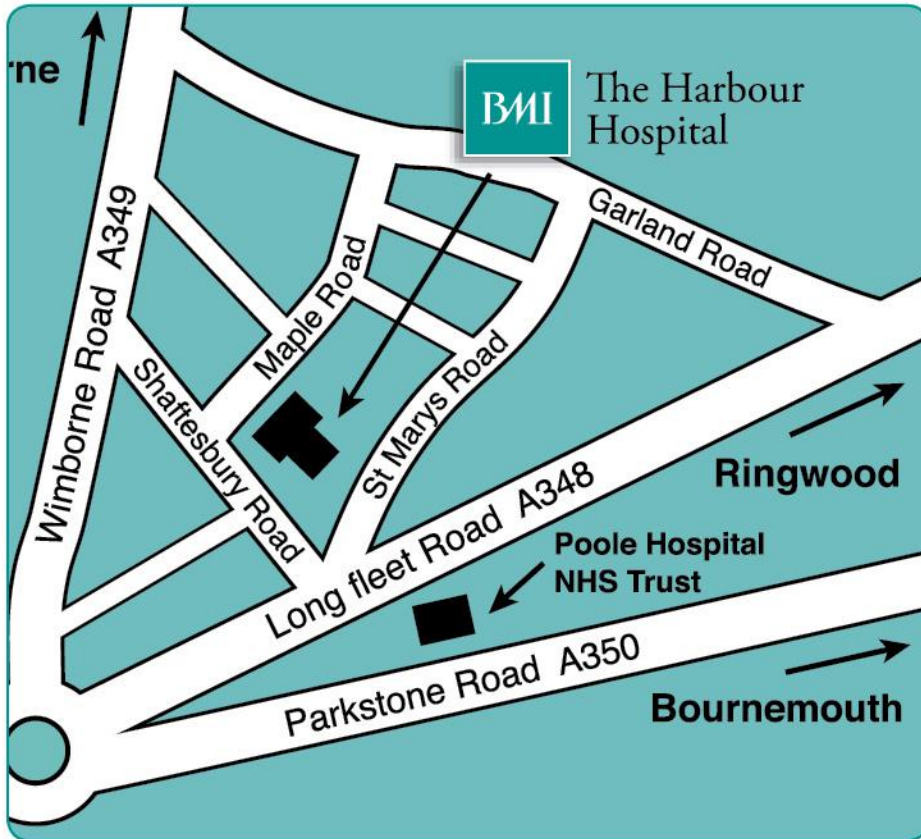 rne
BMI
The Harbour
Hospital
Wimborne Road A349
Maple Road
Garland Road
Shaftesbury Road
St Marys Road
Long fleet Road A348
Ringwood
Poole Hospital
NHS Trust
Parkstone Road A350
Bournemouth